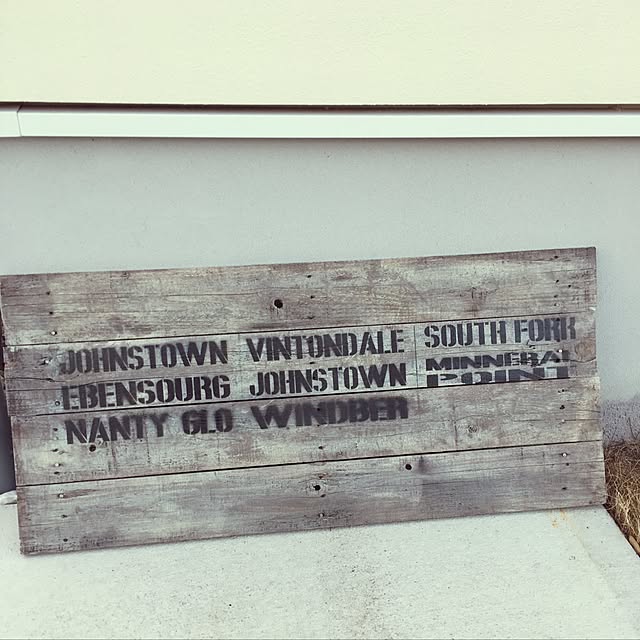 JOHNSTOWN VINTONDALE SOUTH FORK
EBENSOURG JOHNSTOWN MINNERAL POINT
NANTY GLO WINDBER